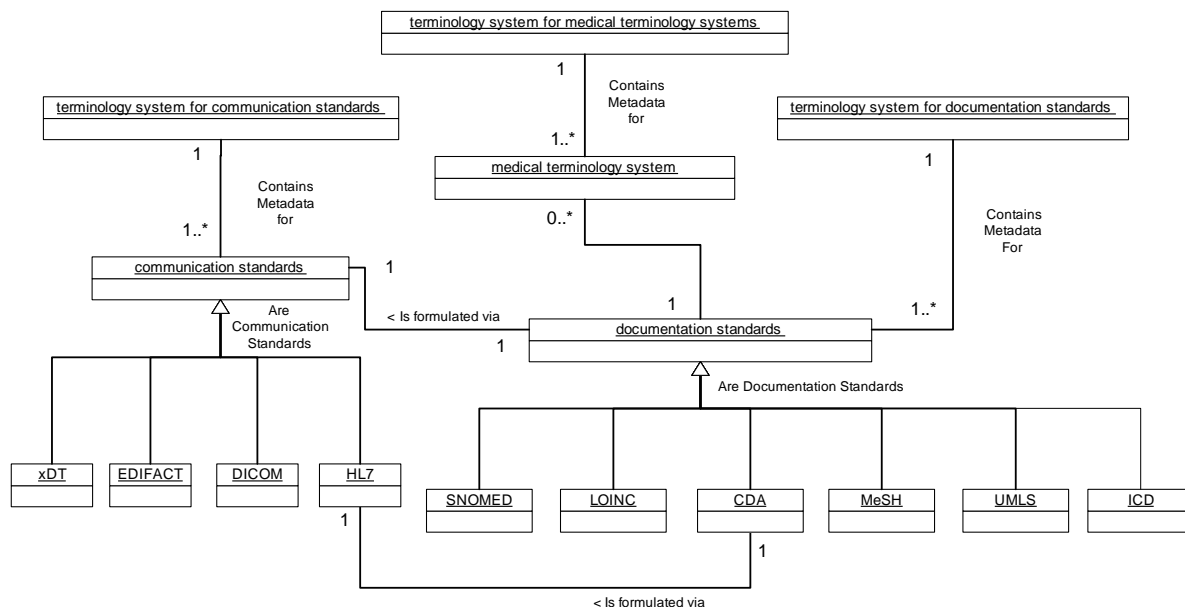 terminology system for medical terminology systems
1
Contains
Metadata
for
1..*
terminology system for communication standards
1
Contains
Metadata
for
1..*
terminology system for documentation standards
1
Contains
Metadata
For
1..*
medical terminology system
0..*
1
communication standards
1
< Is formulated via
1
documentation standards
Are
Communication
Standards
Are Documentation Standards
xDT
EDIFACT
DICOM
HL7
1
SNOMED
LOINC
CDA
MeSH
UMLS
ICD
1
< Is formulated via